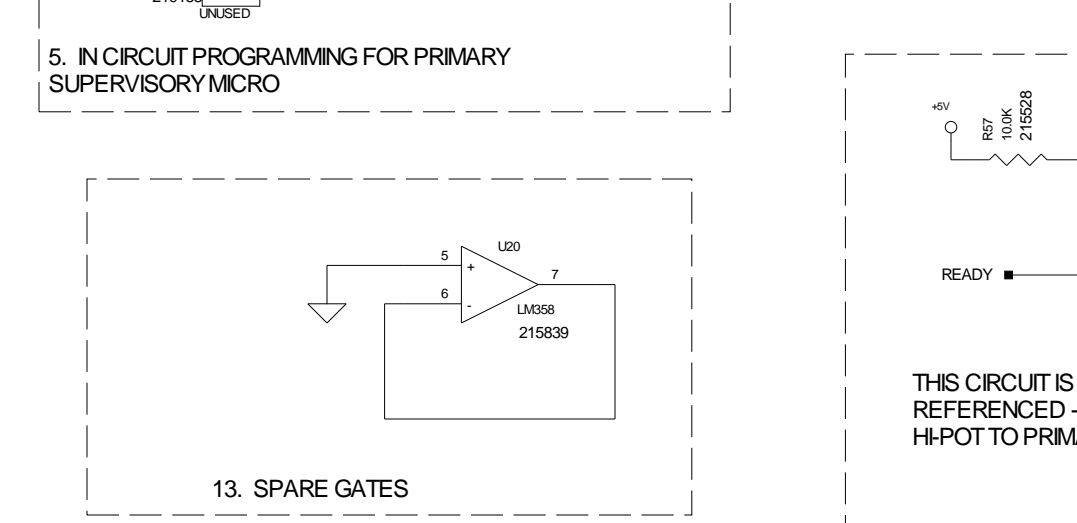 UNUSED
5. IN CIRCUIT PROGRAMMING FOR PRIMARY
SUPERVISORY MICRO
5
+
6
-
U20
7
LM358
215839
13. SPARE GATES
+5V
R57
10.0K
215528
READY
THIS CIRCUIT IS
REFERENCED -
HI-POT TO